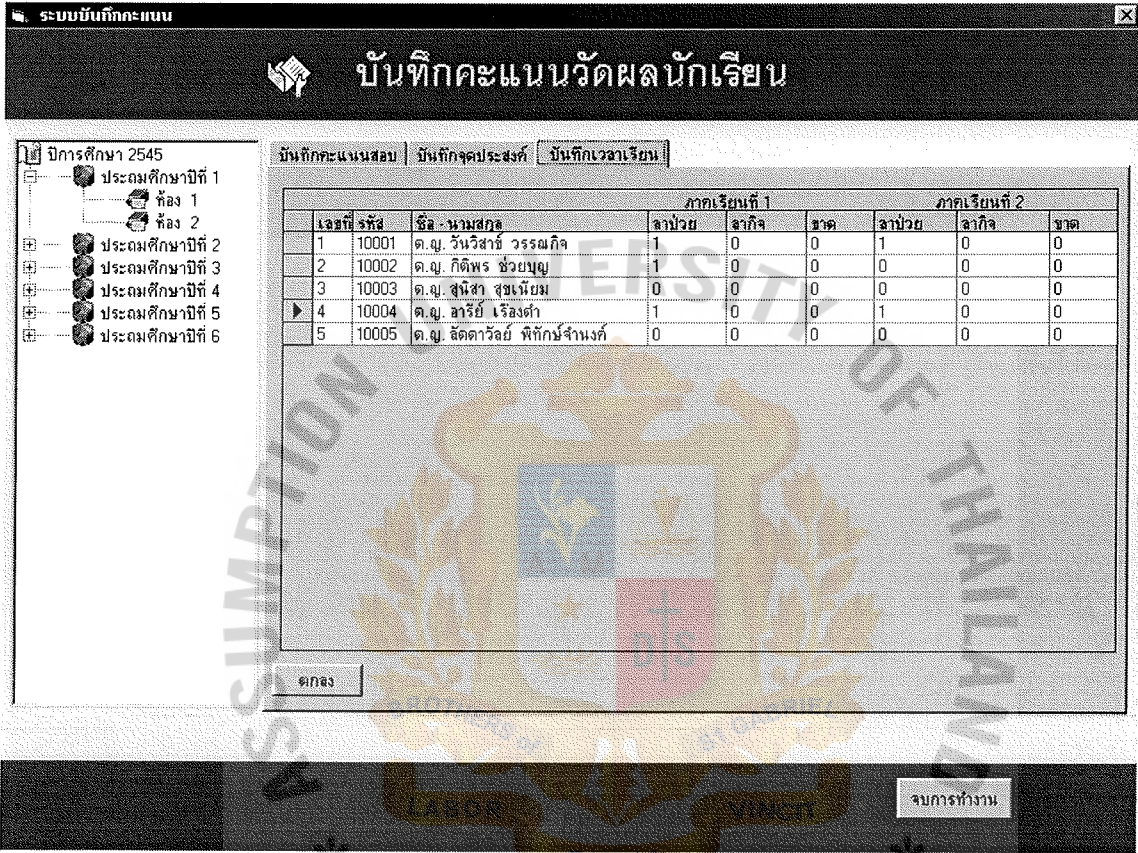 ระบบบันทึกคะแนน
บันทึกคะแนนวัดผลนักเรียน
ปีการศึกษา 2545
ประถมศึกษาปีที่ 1
ห้อง 1
ห้อง 2
ประถมศึกษาปีที่ 2
ประถมศึกษาปีที่ 3
ประถมศึกษาปีที่ 4
ประถมศึกษาปีที่ 5
ประถมศึกษาปีที่ 6
บันทึกคะแนนสอบ บันทึกจุดประสงค์ บันทึกเวลาเรียน
ภาคเรียนที่ 1 ภาคเรียนที่ 2
เลขที่ รหัส ชื่อ - นามสกุล ลาป่วย ลากิจ ขาด ลาป่วย ลากิจ ขาด
1 10001 ด.ญ. วันวิสาข์ วรรณกิจ 1 0 0 1 0 0
2 10002 ด.ญ. กิติพร ช่วยบุญ 1 0 0 0 0 0
3 10003 ด.ญ. สุนิสา สุขเนียม 0 0 0 0 0 0
4 10004 ด.ญ. อารีย์ เรืองดำ 1 0 0 1 0 0
5 10005 ด.ญ. ลัดดาวัลย์ พิทักษ์จำนงค์ 0 0 0 0 0 0
ตกลง
จบการทำงาน
ASSUMPTION UNIVERSITY OF THAILAND
A M
D S
BROTHERS of ST GABRIEL
LABOR VINCIT